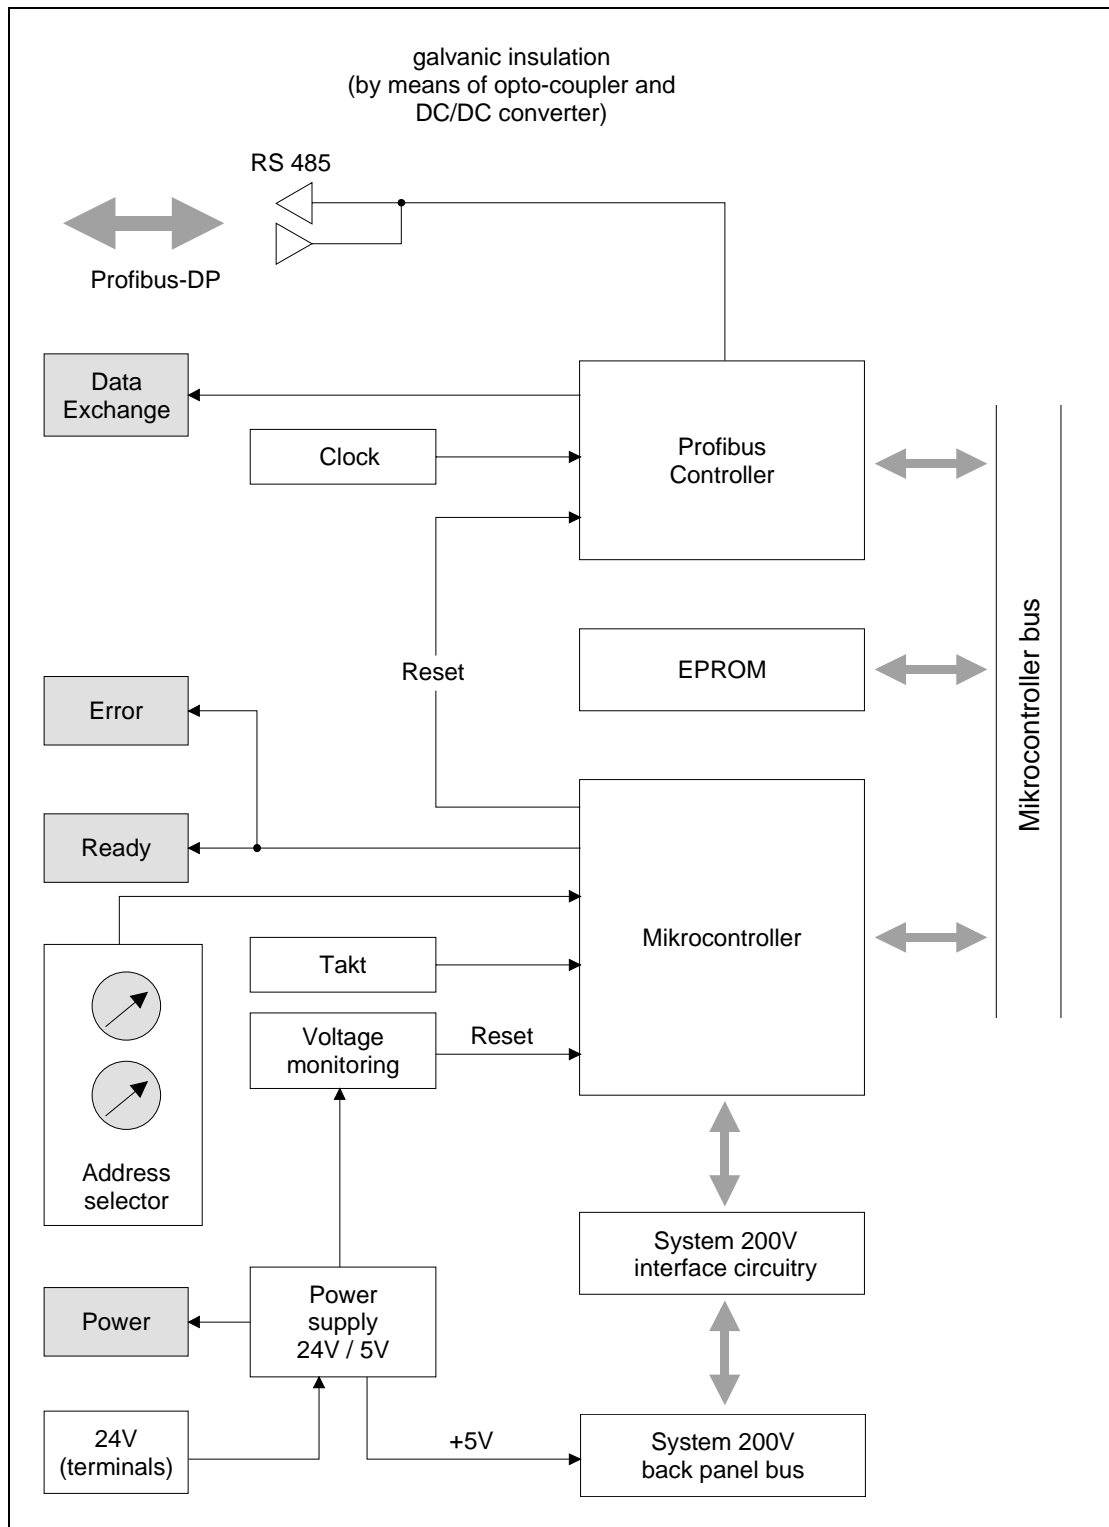 galvanic insulation
(by means of opto-coupler and
DC/DC converter)
RS 485
Profibus-DP
Data
Exchange
Clock
Profibus
Controller
Reset
EPROM
Error
Ready
Mikrocontroller bus
Mikrocontroller
Takt
Voltage
monitoring
Reset
Address
selector
System 200V
interface circuitry
Power
Power
supply
24V / 5V
24V
(terminals)
+5V
System 200V
back panel bus